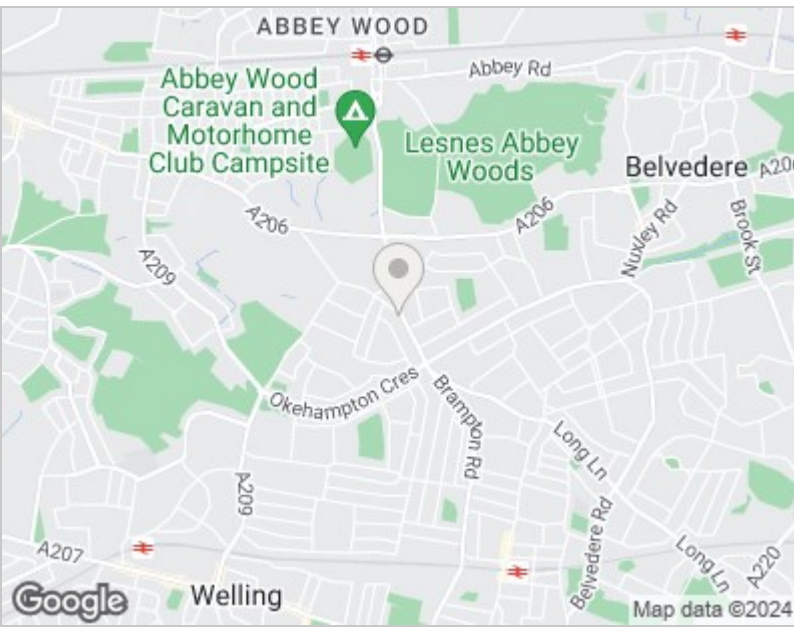 ABBEY WOOD
Abbey Rd
Abbey Wood
Caravan and
Motorhome
Club Campsite
Lesnes Abbey
Woods
Belvedere
A206
A206
A206
Nuxley Rd
Brook St
A209
Okehampton Cres
Brampton Rd
Long Ln
A209
Belvedere Rd
Long Ln
A220
A207
Welling
Google
Map data ©2024